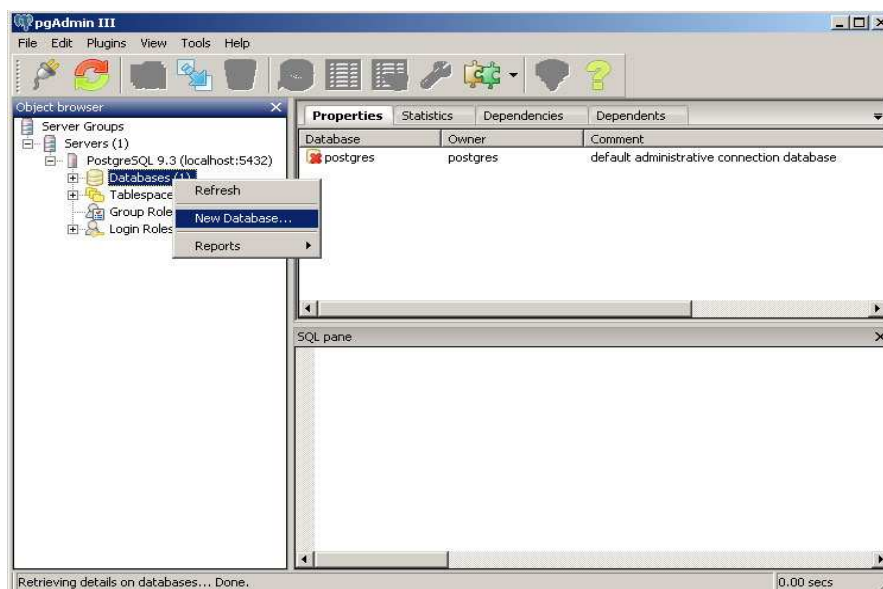 pgAdmin III
File Edit Plugins View Tools Help
Object browser
Server Groups
Servers (1)
PostgreSQL 9.3 (localhost:5432)
Databases (1)
Tablespace
Group Role
Login Roles
Refresh
New Database...
Reports
Properties Statistics Dependencies Dependents
Database Owner Comment
postgres postgres default administrative connection database
SQL pane
Retrieving details on databases... Done.
0.00 secs